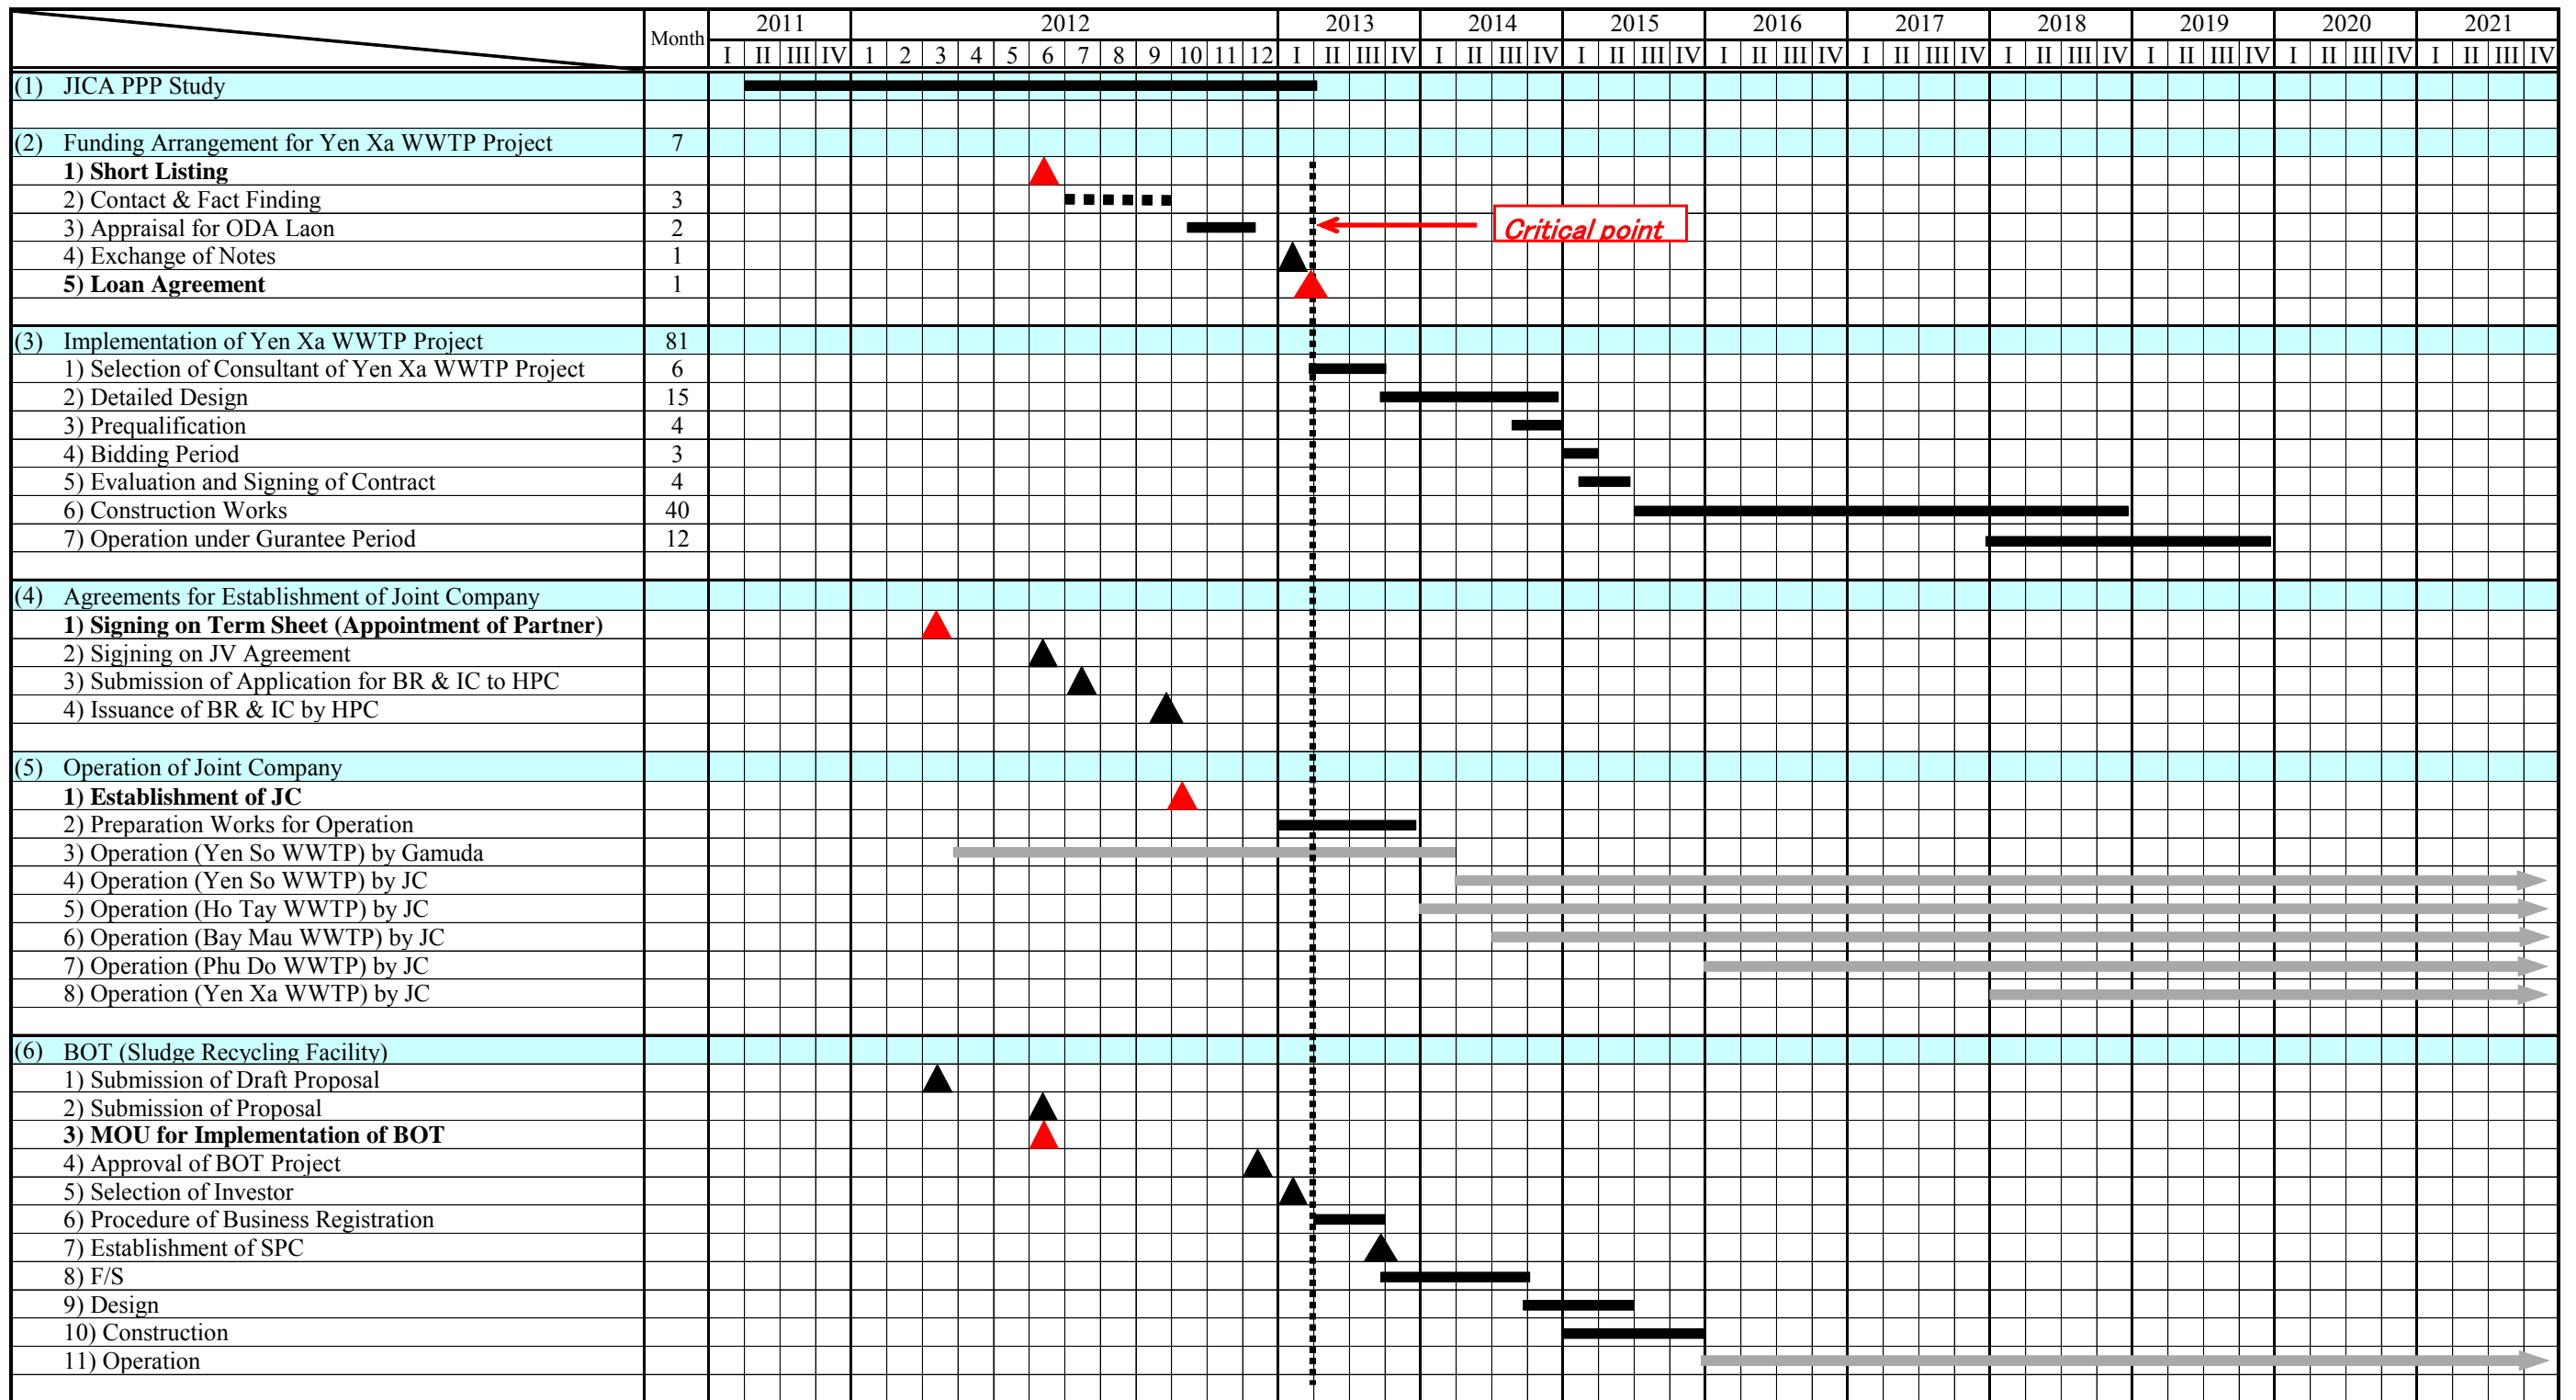 2011 2012 2013 2014 2015 2016 2017 2018 2019 2020 2021
Month
I II III IV 1 2 3 4 5 6 7 8 9 10 11 12 I II III IV I II III IV I II III IV I II III IV I II III IV I II III IV I II III IV I II III IV I II III IV
(1) JICA PPP Study
(2) Funding Arrangement for Yen Xa WWTP Project 7
1) Short Listing
2) Contact & Fact Finding 3
3) Appraisal for ODA Laon 2
Critical point
4) Exchange of Notes 1
5) Loan Agreement 1
(3) Implementation of Yen Xa WWTP Project 81
1) Selection of Consultant of Yen Xa WWTP Project 6
2) Detailed Design 15
3) Prequalification 4
4) Bidding Period 3
5) Evaluation and Signing of Contract 4
6) Construction Works 40
7) Operation under Gurantee Period 12
(4) Agreements for Establishment of Joint Company
1) Signing on Term Sheet (Appointment of Partner)
2) Sigjning on JV Agreement
3) Submission of Application for BR & IC to HPC
4) Issuance of BR & IC by HPC
(5) Operation of Joint Company
1) Establishment of JC
2) Preparation Works for Operation
3) Operation (Yen So WWTP) by Gamuda
4) Operation (Yen So WWTP) by JC
5) Operation (Ho Tay WWTP) by JC
6) Operation (Bay Mau WWTP) by JC
7) Operation (Phu Do WWTP) by JC
8) Operation (Yen Xa WWTP) by JC
(6) BOT (Sludge Recycling Facility)
1) Submission of Draft Proposal
2) Submission of Proposal
3) MOU for Implementation of BOT
4) Approval of BOT Project
5) Selection of Investor
6) Procedure of Business Registration
7) Establishment of SPC
8) F/S
9) Design
10) Construction
11) Operation